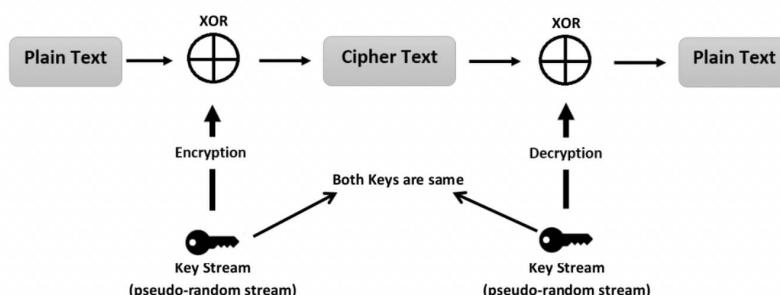 XOR
XOR
Plain Text
Cipher Text
Plain Text
Encryption
Decryption
Both Keys are same
Key Stream
Key Stream
(pseudo-random stream)
(pseudo-random stream)